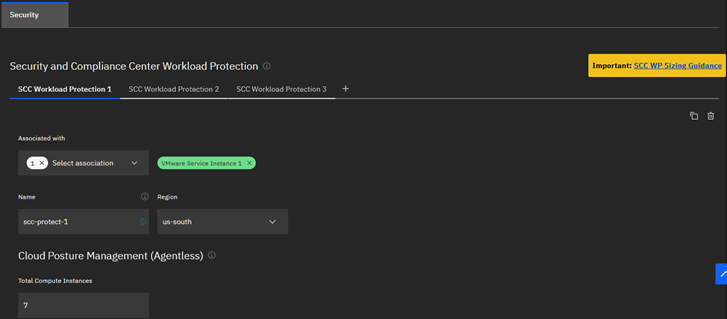 Security
Security and Compliance Center Workload Protection
Important: SCC WP Sizing Guidance
SCC Workload Protection 1 SCC Workload Protection 2 SCC Workload Protection 3 +
Associated with
1 × Select association VMware Service Instance 1 ×
Name Region
scc-protect-1 us-south
Cloud Posture Management (Agentless)
Total Compute Instances
7